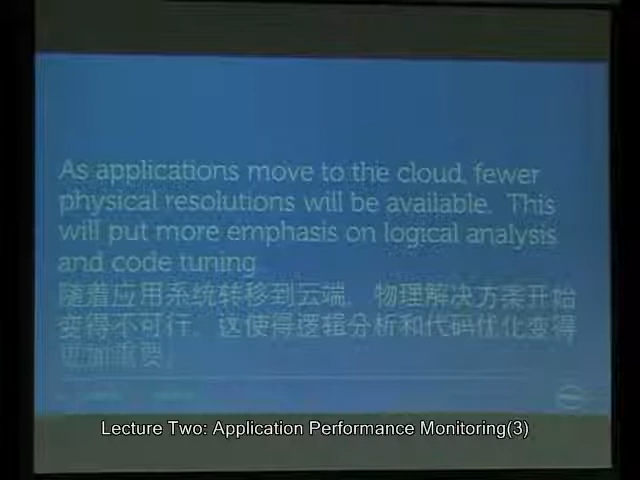 As applications move to the cloud, fewer
physical resolutions will be available. This
will put more emphasis on logical analysis
and code tuning
随着应用系统转移到云端，物理解决方案开始
变得不可行，这使得逻辑分析和代码优化变得
更加重要。
Lecture Two: Application Performance Monitoring(3)